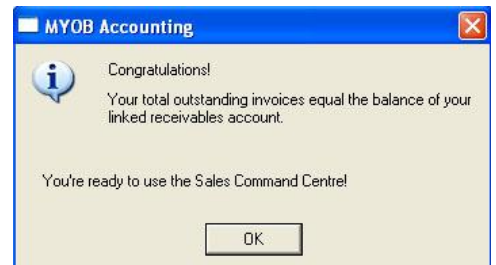 MYOB Accounting
Congratulations!
Your total outstanding invoices equal the balance of your
linked receivables account.
You're ready to use the Sales Command Centre!
OK